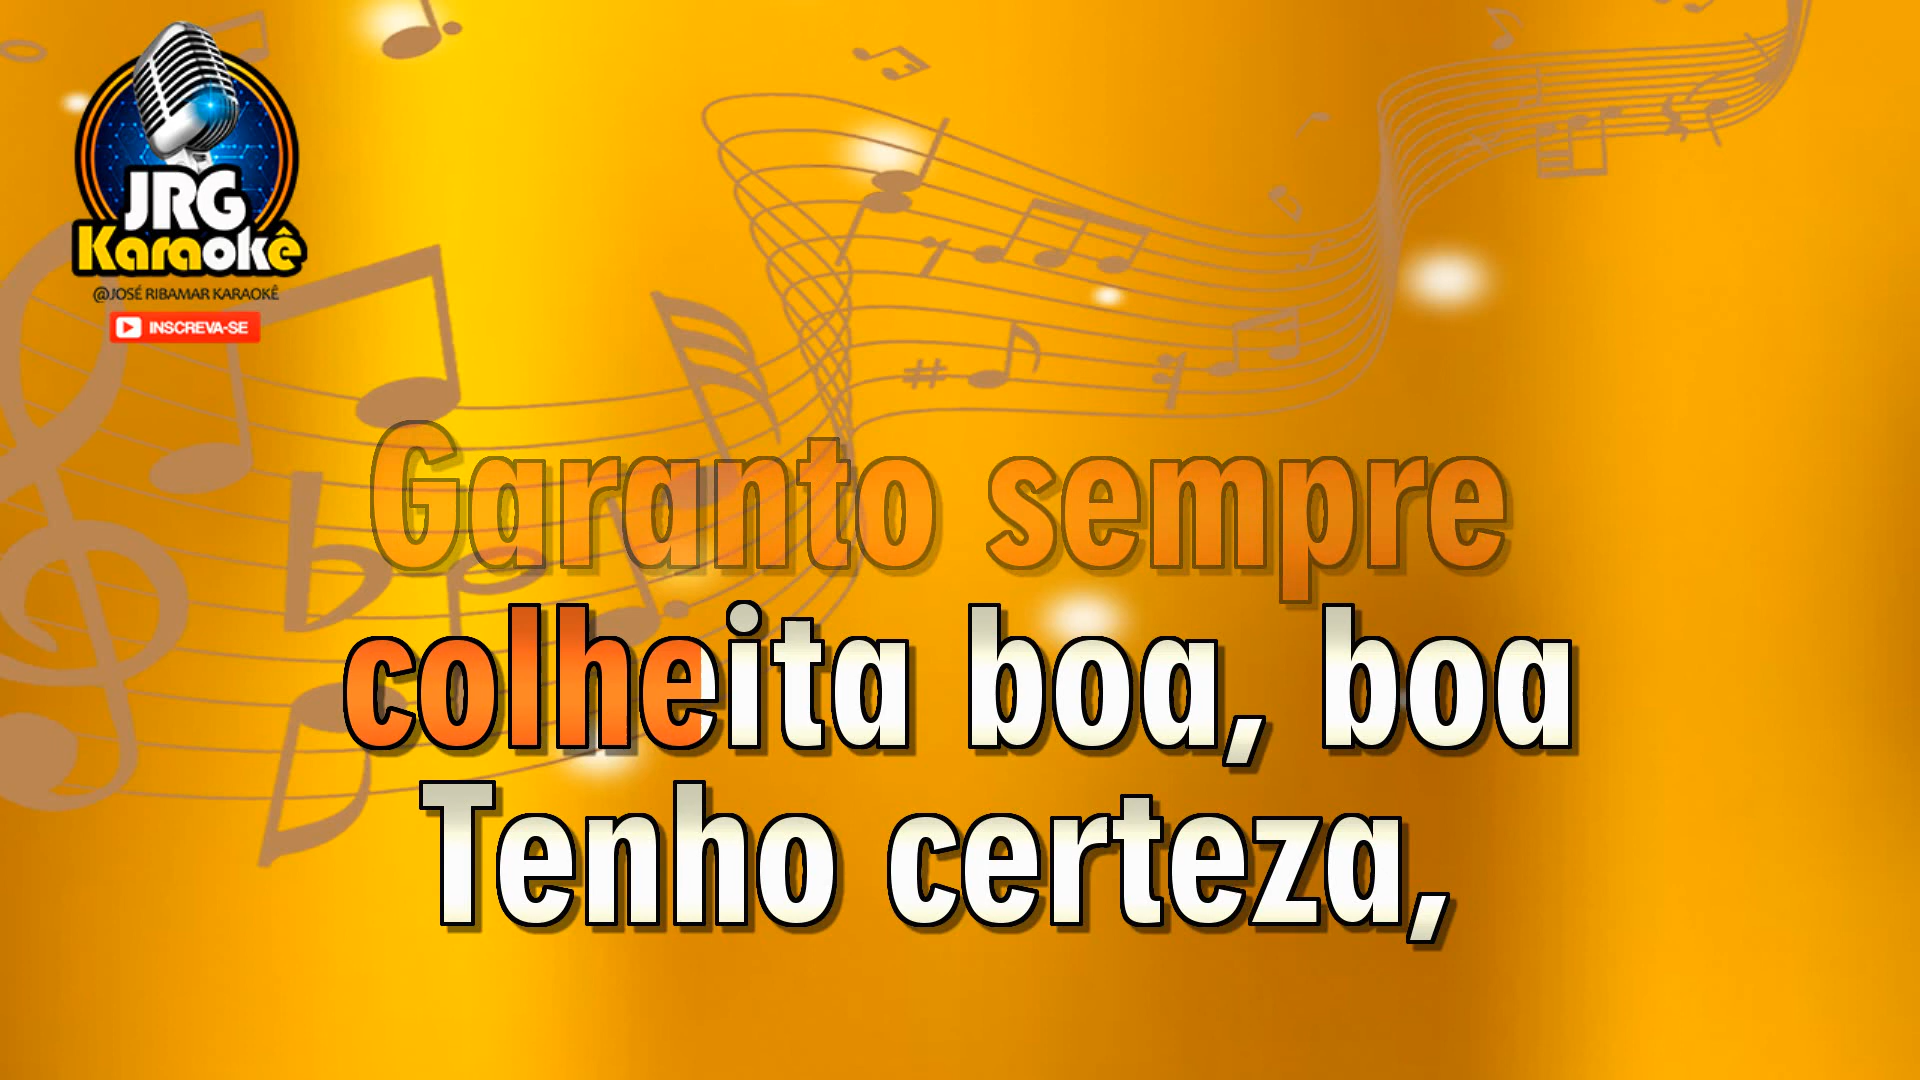 JRG
Karaokê
@JOSÉ RIBAMAR KARAOKÊ
INSCREVA-SE
Garanto sempre
colheita boa, boa
Tenho certeza,